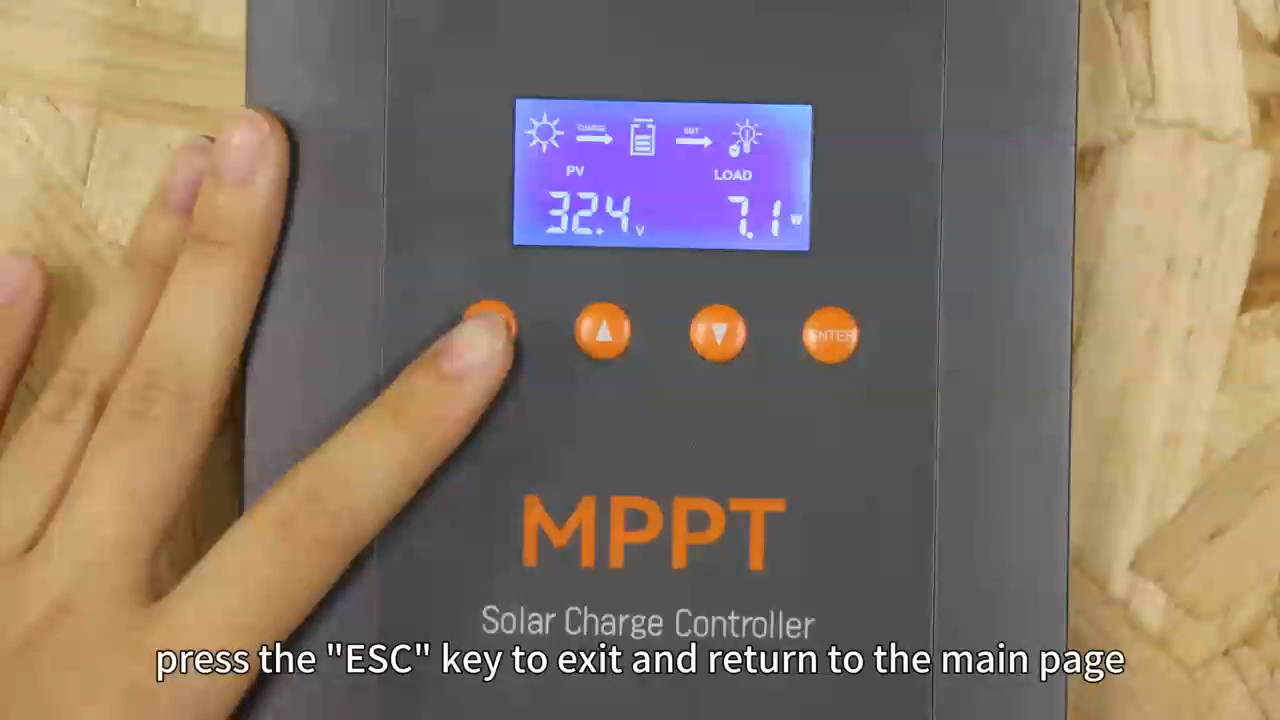 CHARGE
PV LOAD
32.4 V 7.1 W
ENTER
MPPT
Solar Charge Controller
press the "ESC" key to exit and return to the main page